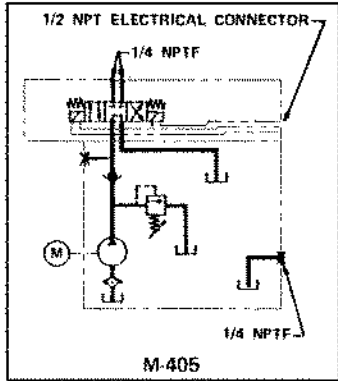 1/2 NPT ELECTRICAL CONNECTOR
1/4 NPTF
M
1/4 NPTF
M-405